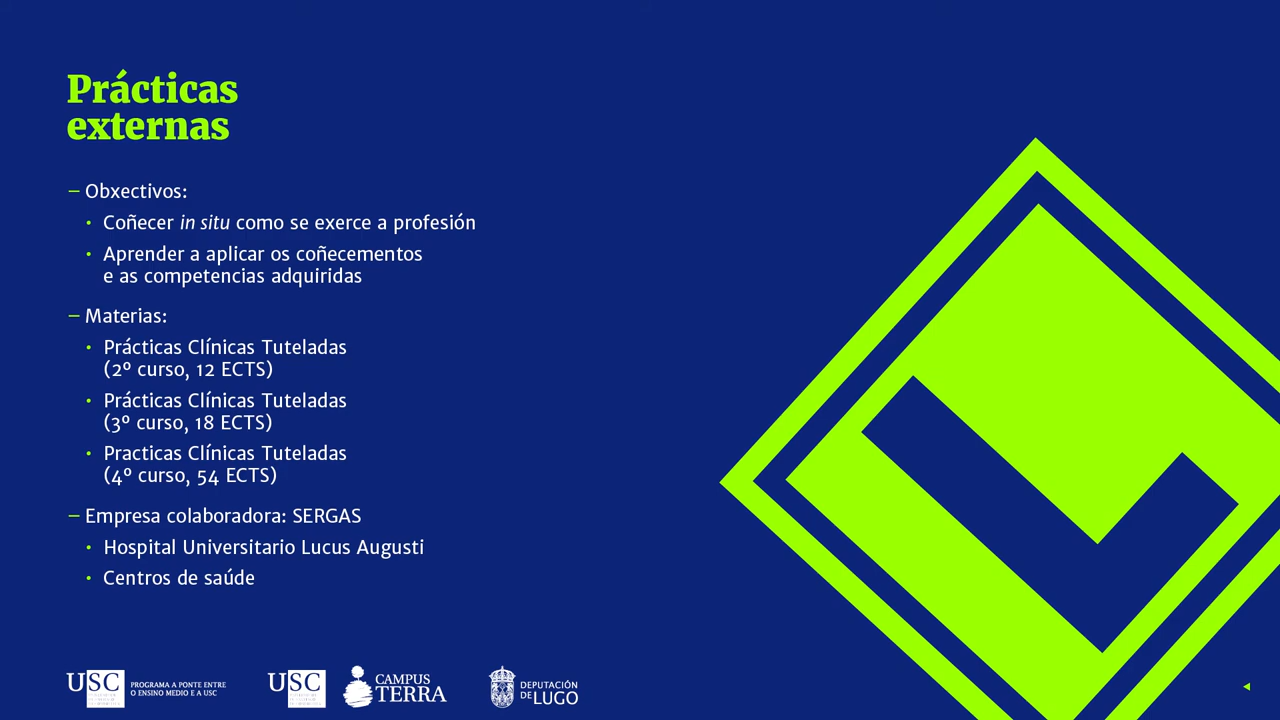 Prácticas
externas
– Obxectivos:
• Coñecer in situ como se exerce a profesión
• Aprender a aplicar os coñecementos
e as competencias adquiridas
– Materias:
• Prácticas Clínicas Tuteladas
(2º curso, 12 ECTS)
• Prácticas Clínicas Tuteladas
(3º curso, 18 ECTS)
• Practicas Clínicas Tuteladas
(4º curso, 54 ECTS)
– Empresa colaboradora: SERGAS
• Hospital Universitario Lucus Augusti
• Centros de saúde
USC
PROGRAMA A PONTE ENTRE
O ENSINO MEDIO E A USC
USC
CAMPUS
TERRA
DEPUTACIÓN
DE LUGO